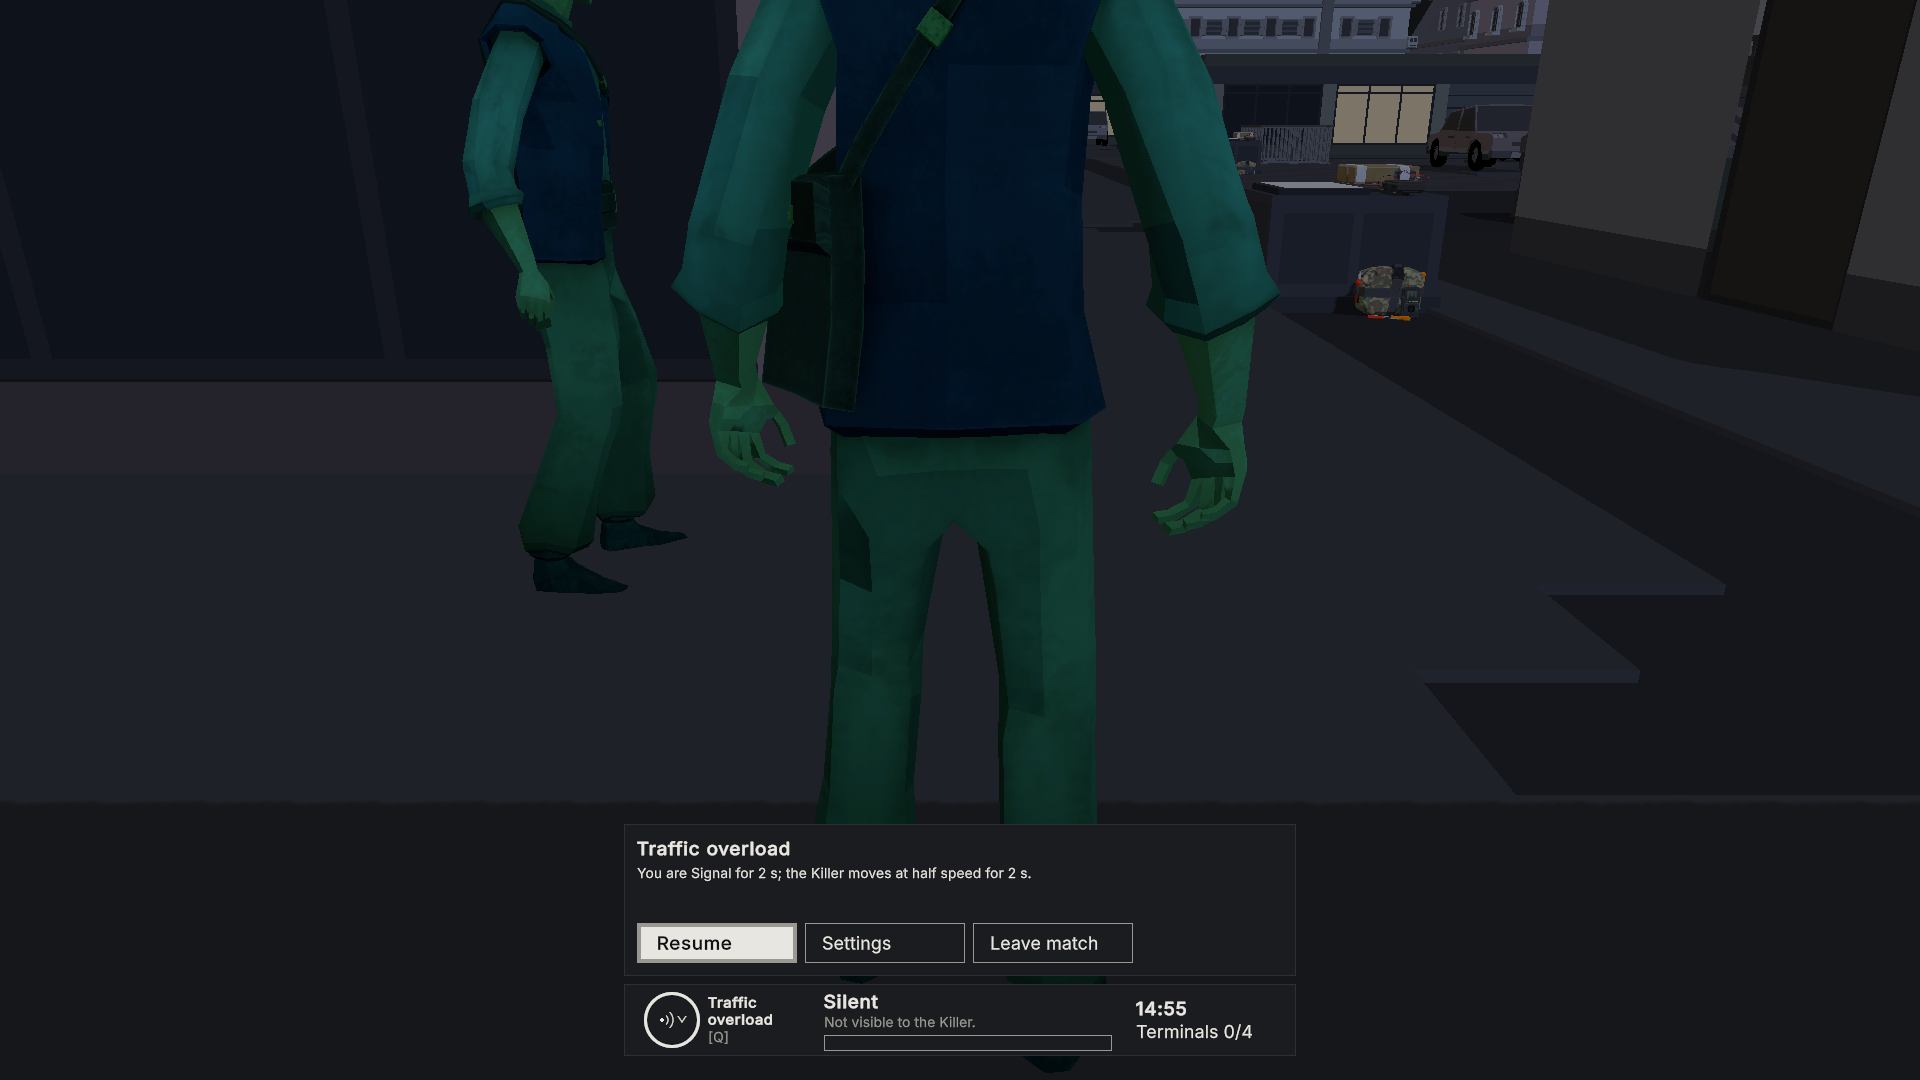 Traffic overload
You are Signal for 2 s; the Killer moves at half speed for 2 s.
Resume
Settings
Leave match
Traffic
overload
[Q]
Silent
Not visible to the Killer.
14:55
Terminals 0/4